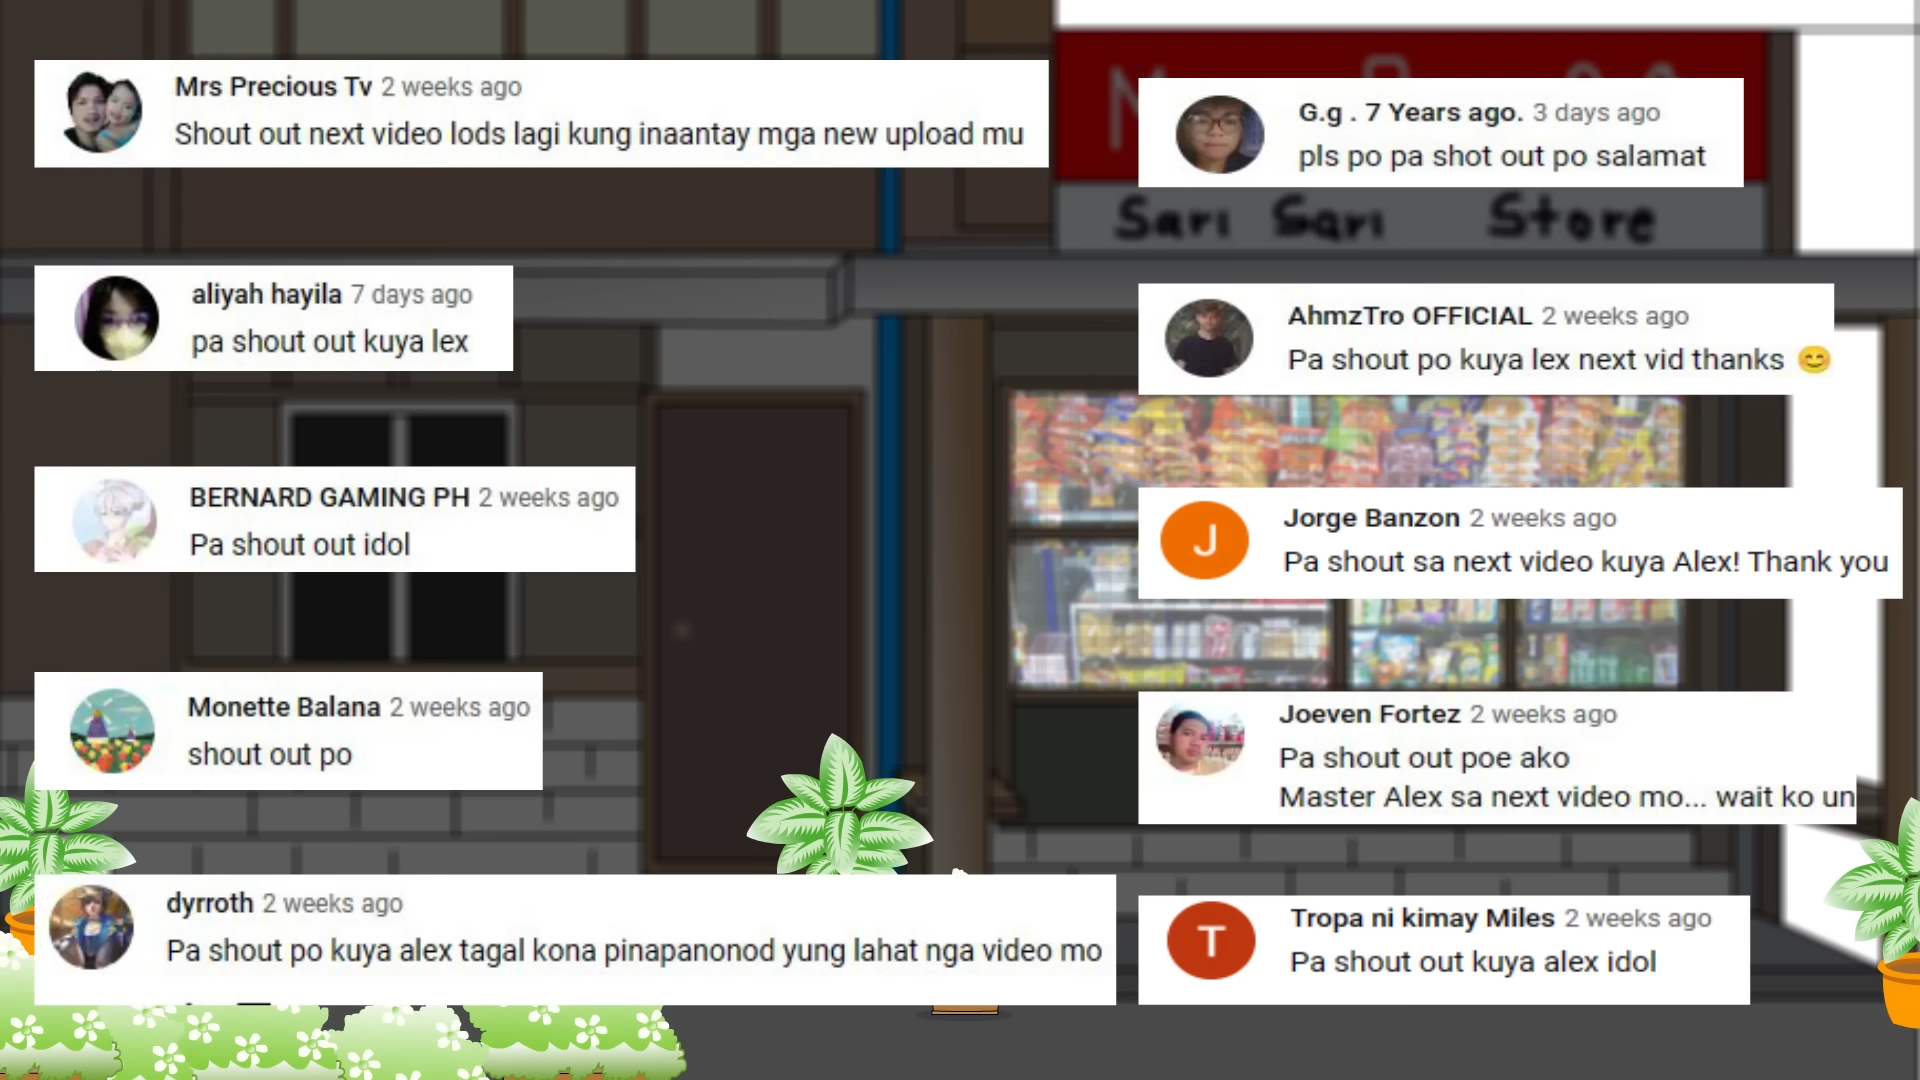 Mrs Precious Tv 2 weeks ago
Shout out next video lods lagi kung inaantay mga new upload mu
aliyah hayila 7 days ago
pa shout out kuya lex
BERNARD GAMING PH 2 weeks ago
Pa shout out idol
Monette Balana 2 weeks ago
shout out po
dyrroth 2 weeks ago
Pa shout po kuya alex tagal kona pinapanonod yung lahat nga video mo
G.g . 7 Years ago. 3 days ago
pls po pa shot out po salamat
Sari Sari Store
AhmzTro OFFICIAL 2 weeks ago
Pa shout po kuya lex next vid thanks 😊
J
Jorge Banzon 2 weeks ago
Pa shout sa next video kuya Alex! Thank you
Joeven Fortez 2 weeks ago
Pa shout out poe ako
Master Alex sa next video mo... wait ko un
T
Tropa ni kimay Miles 2 weeks ago
Pa shout out kuya alex idol